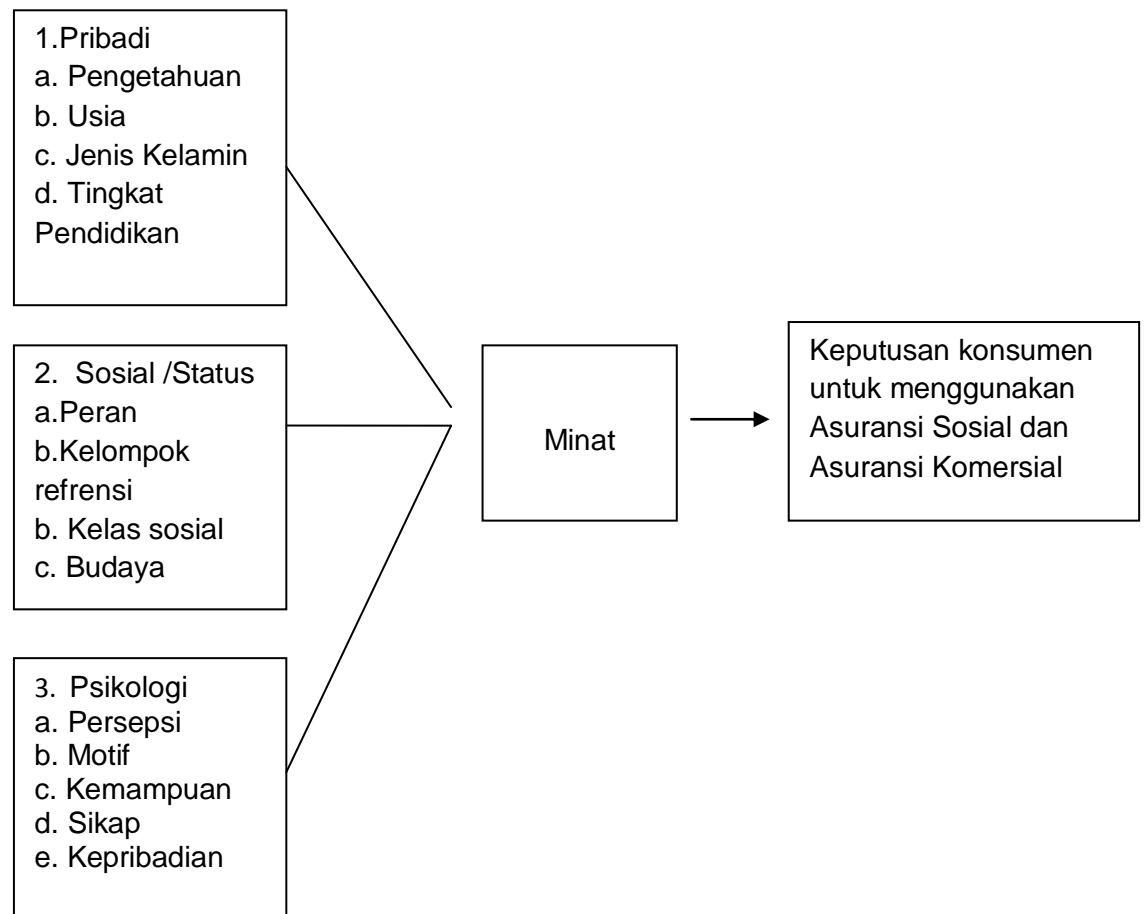 1.Pribadi
a. Pengetahuan
b. Usia
c. Jenis Kelamin
d. Tingkat
Pendidikan
2. Sosial /Status
a.Peran
b.Kelompok
refrensi
b. Kelas sosial
c. Budaya
3. Psikologi
a. Persepsi
b. Motif
c. Kemampuan
d. Sikap
e. Kepribadian
Minat
Keputusan konsumen
untuk menggunakan
Asuransi Sosial dan
Asuransi Komersial